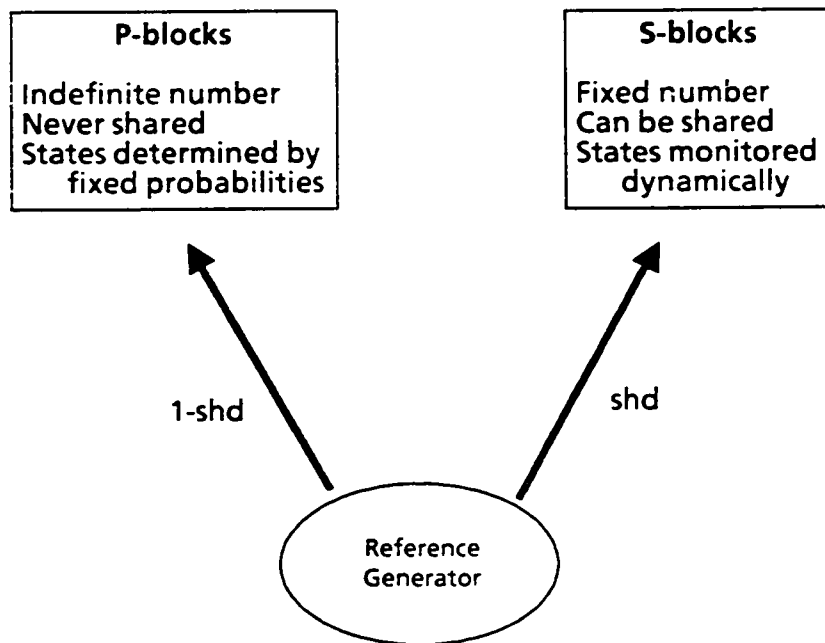 P-blocks
Indefinite number
Never shared
States determined by
fixed probabilities
S-blocks
Fixed number
Can be shared
States monitored
dynamically
1-shd
shd
Reference
Generator